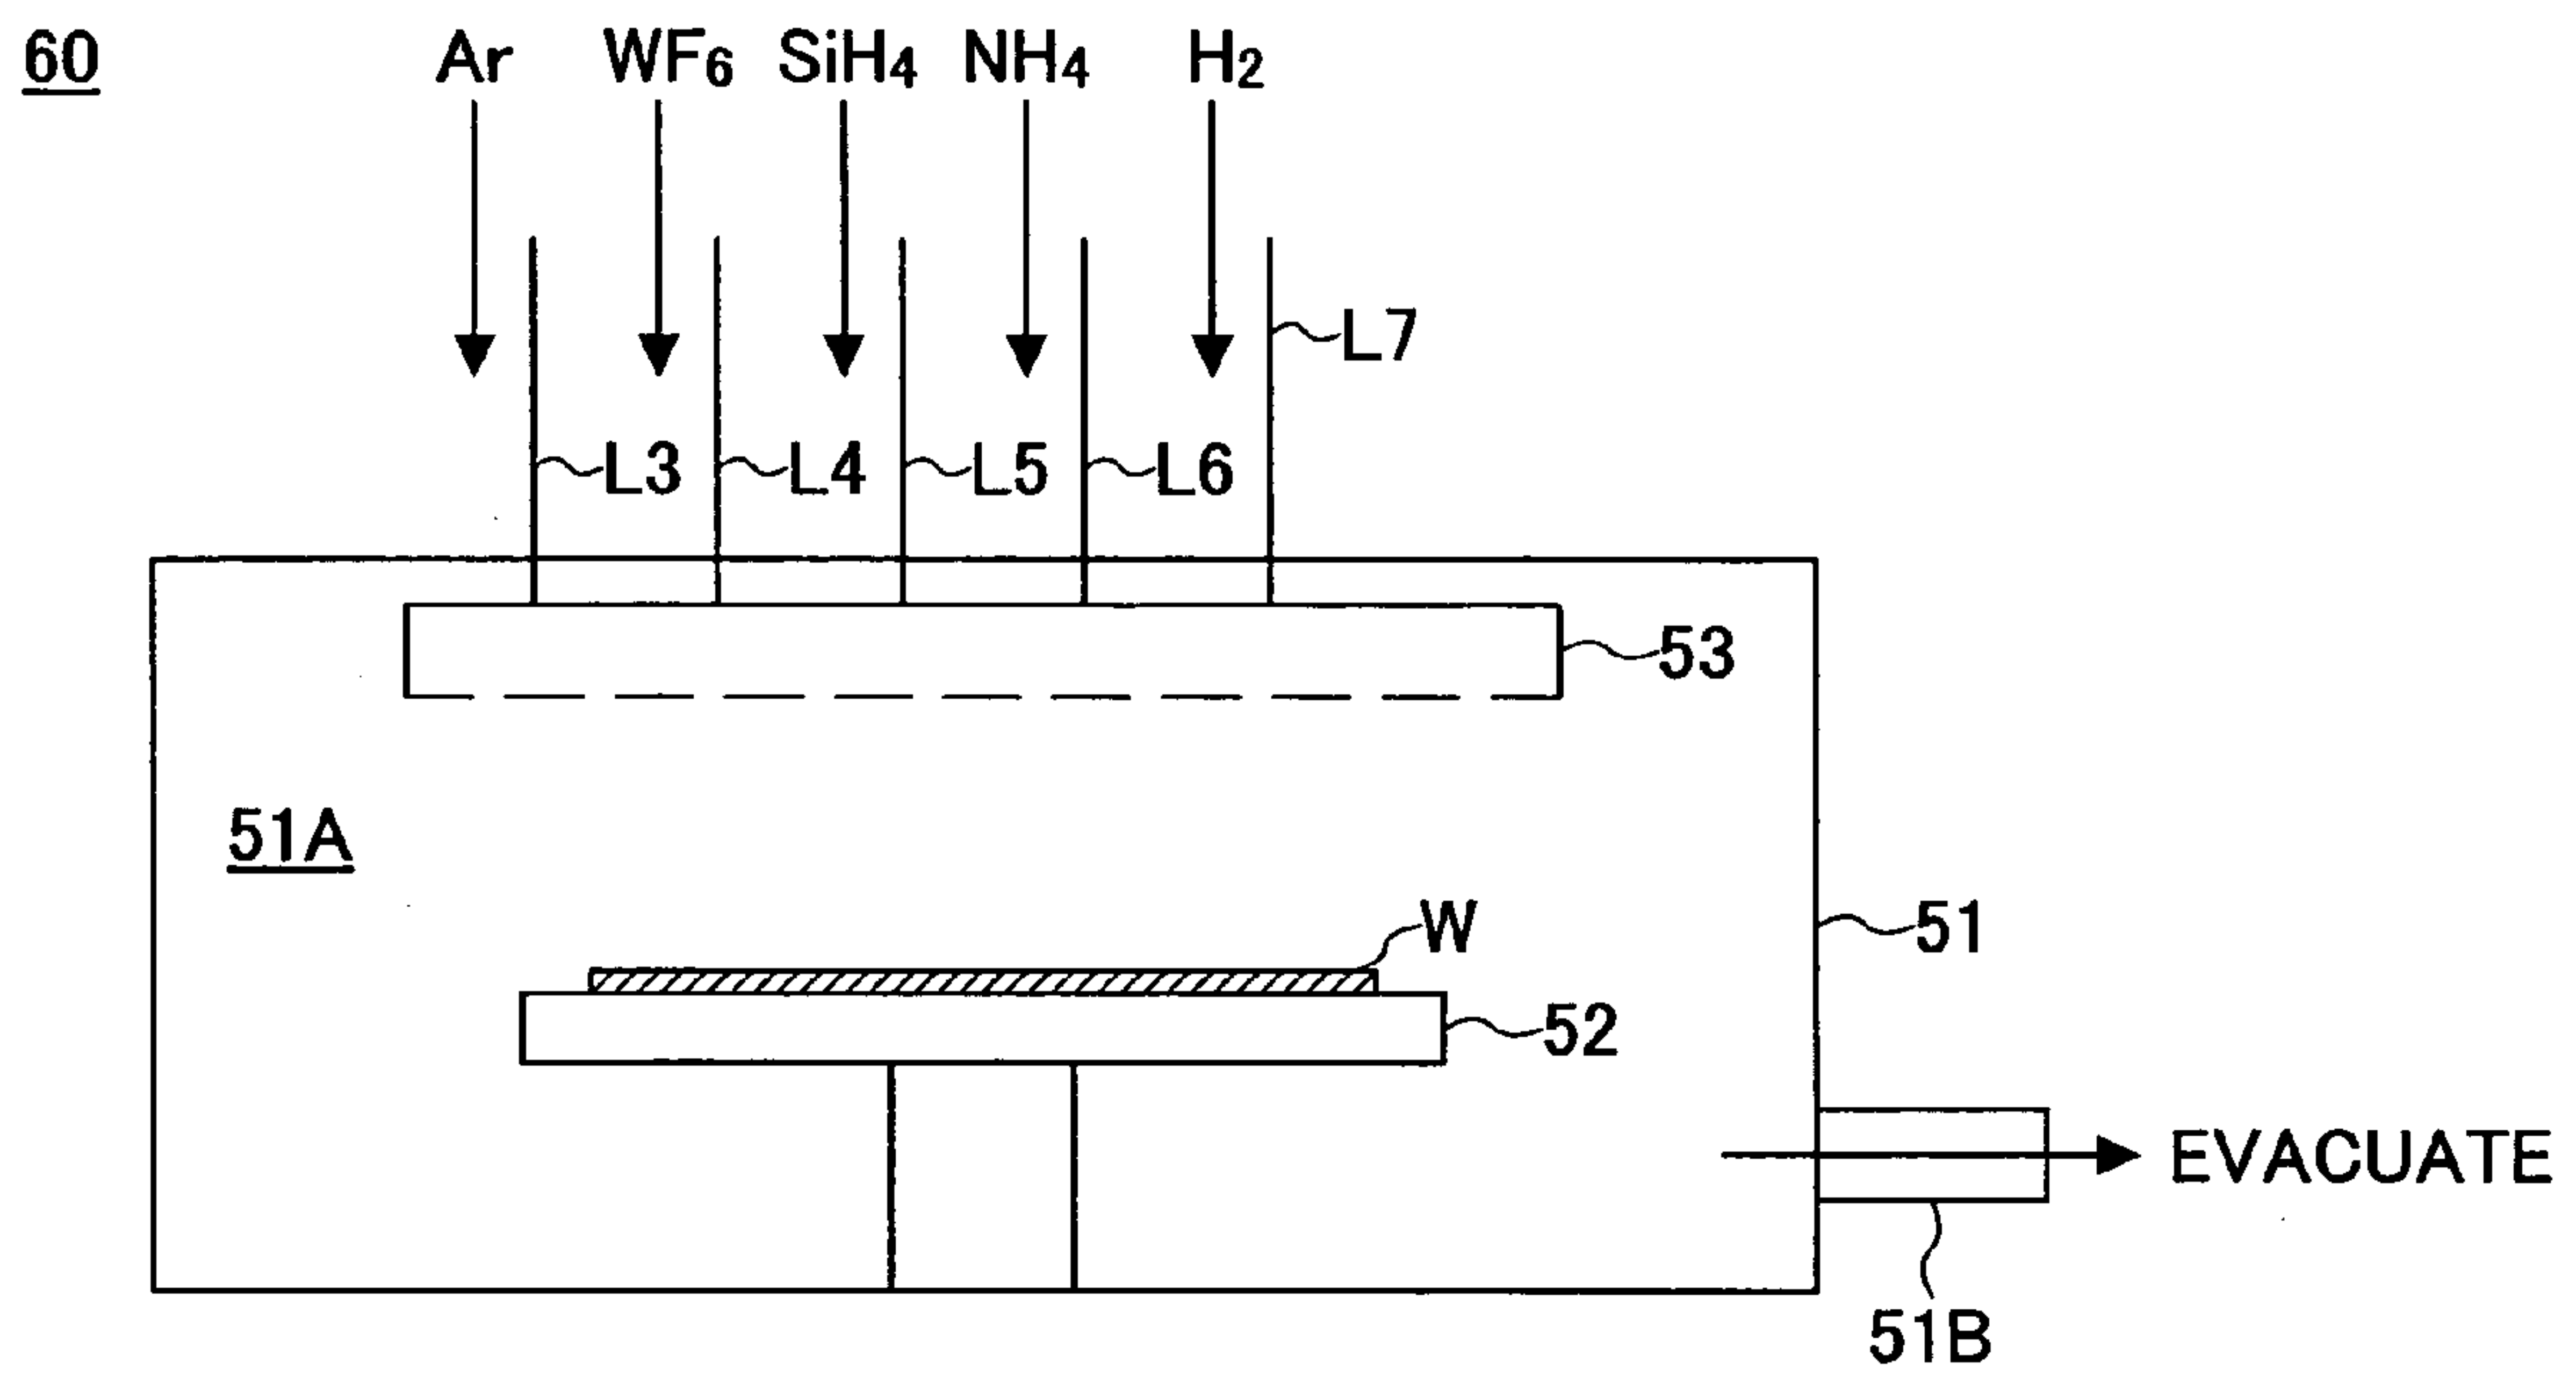 60
Ar WF6 SiH4 NH4 H2
L7
L3 L4 L5 L6
53
51A
W
51
52
EVACUATE
51B